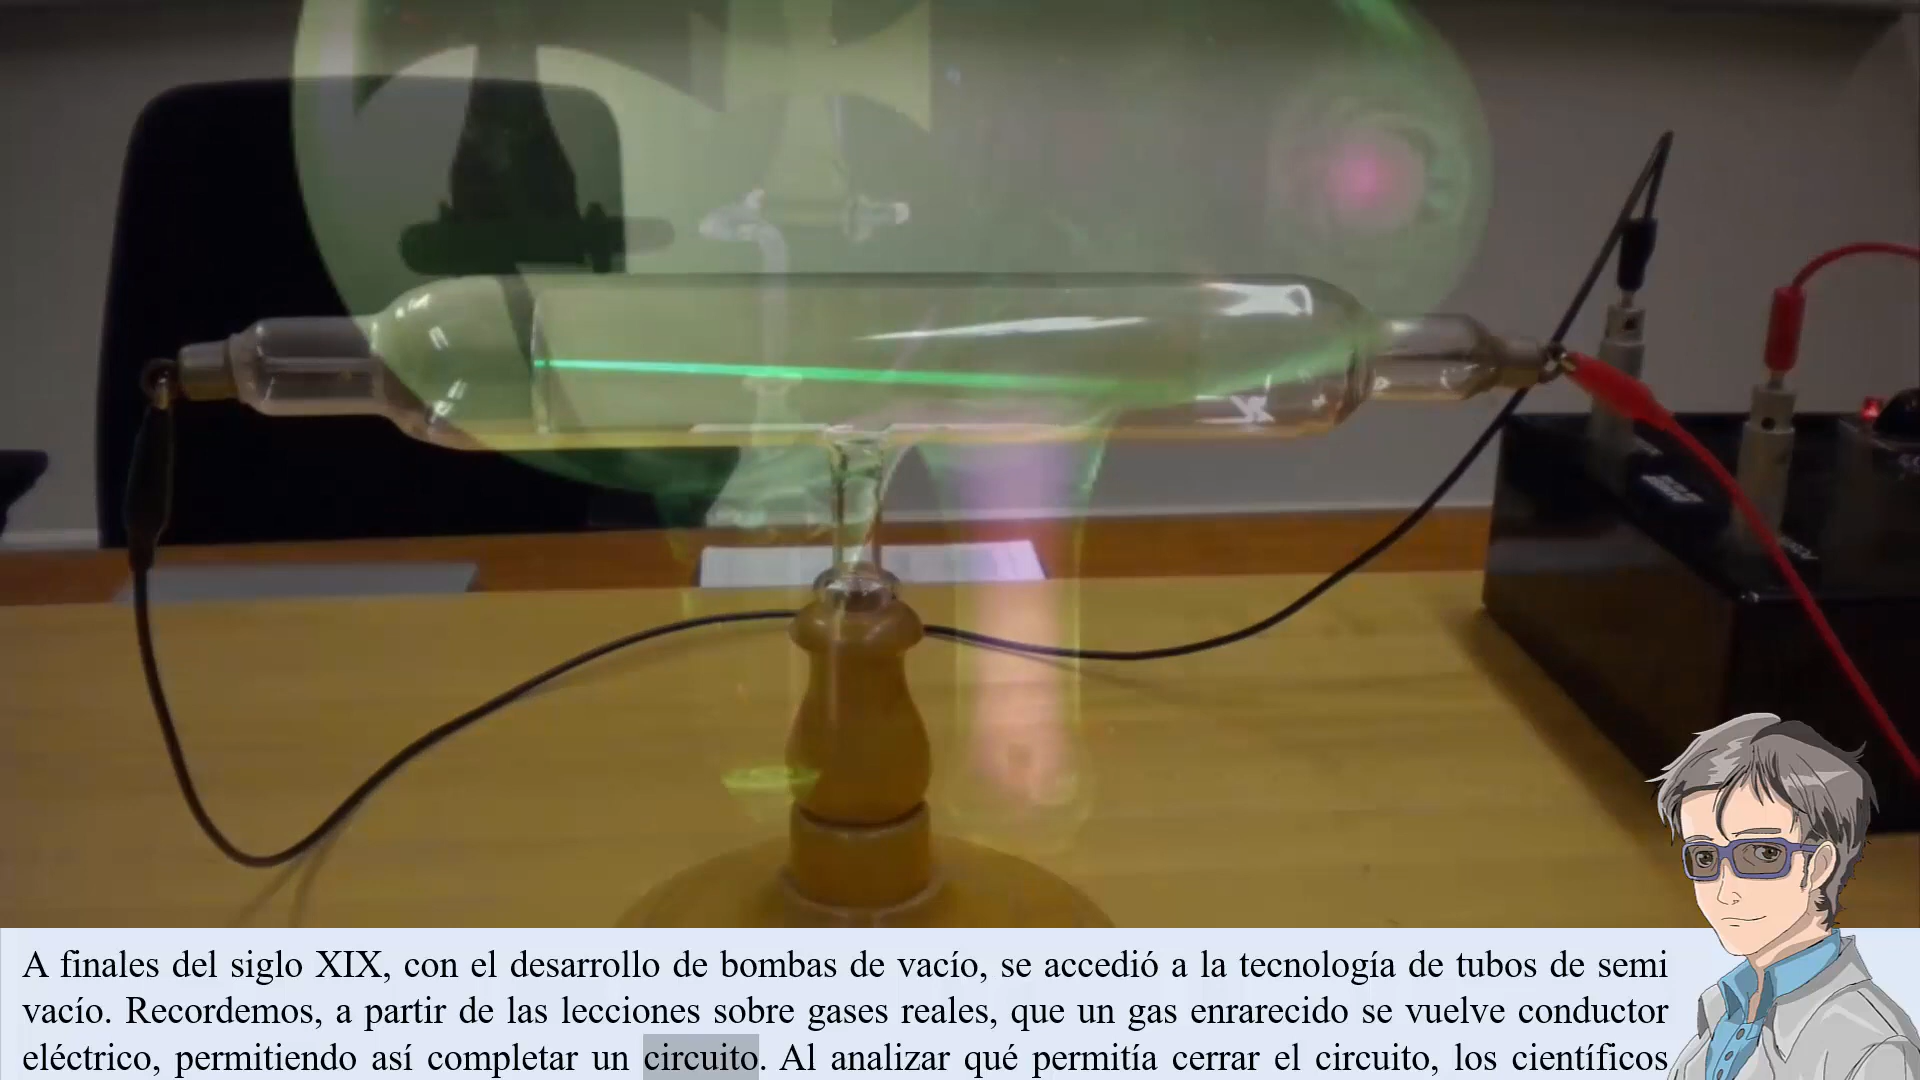 A finales del siglo XIX, con el desarrollo de bombas de vacío, se accedió a la tecnología de tubos de semi
vacío. Recordemos, a partir de las lecciones sobre gases reales, que un gas enrarecido se vuelve conductor
eléctrico, permitiendo así completar un circuito. Al analizar qué permitía cerrar el circuito, los científicos